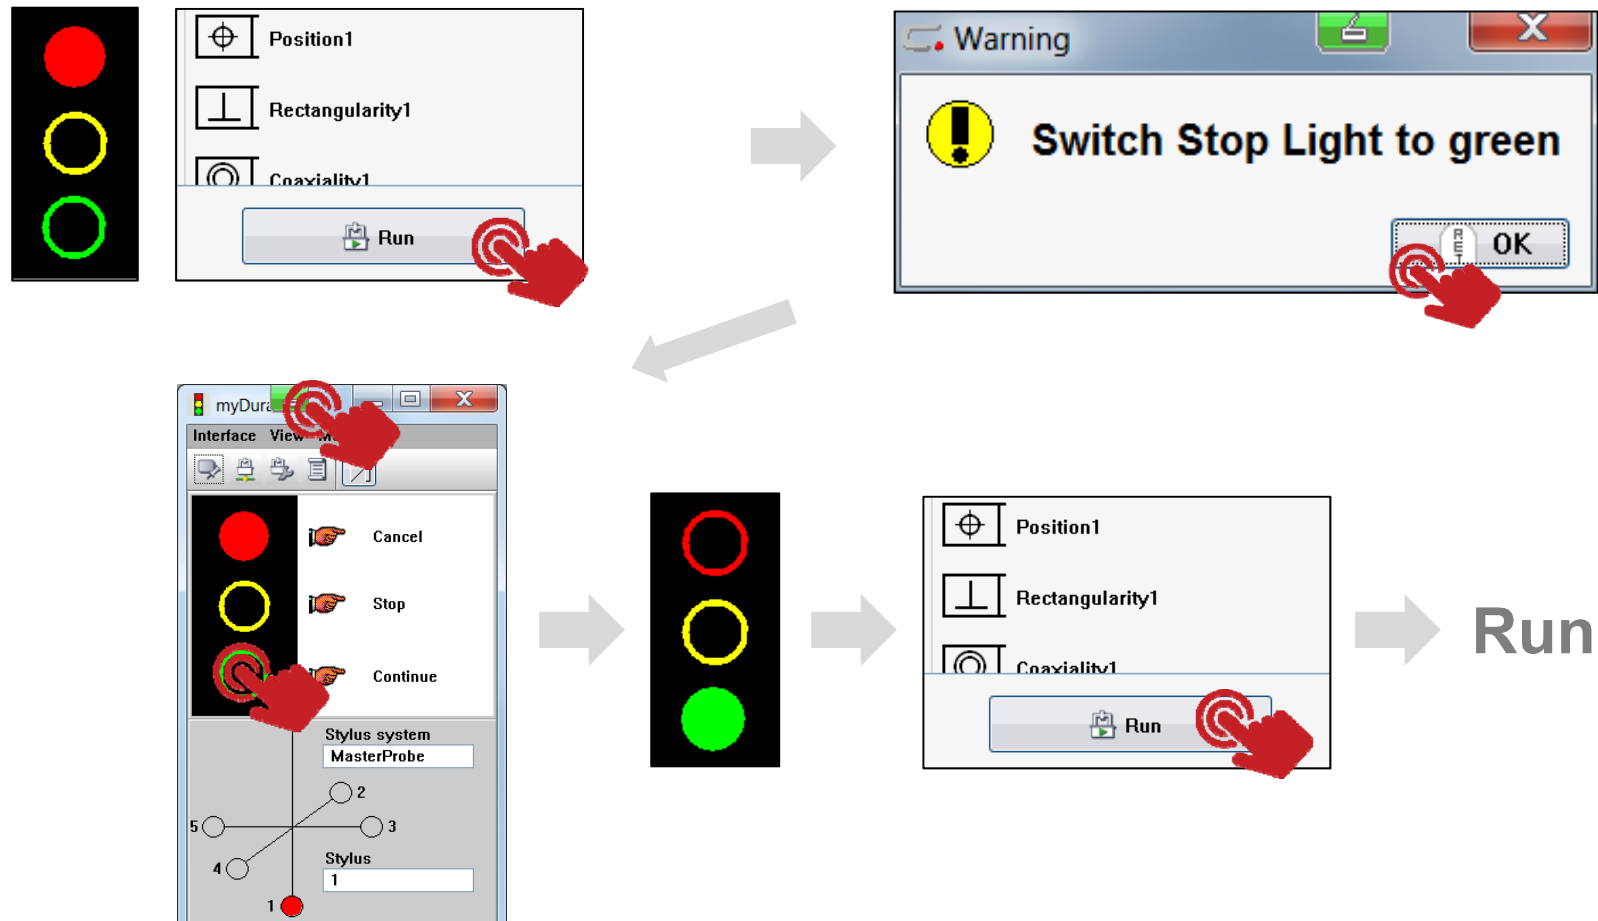 Position1
Rectangularity1
Coaxiality1
Run
Warning
Switch Stop Light to green
RET OK
myDura
Interface View
Cancel
Stop
Continue
Stylus system
MasterProbe
2
5
3
4
Stylus
1
1
Position1
Rectangularity1
Coaxiality1
Run
Run